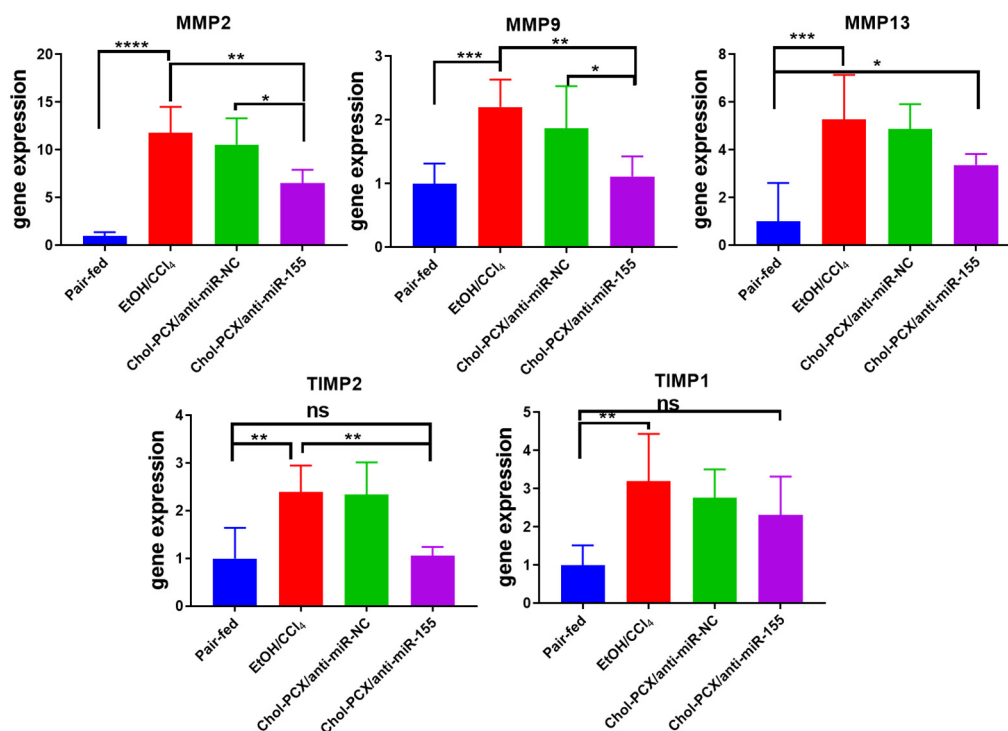 MMP2
gene expression
20
15
10
5
0
****
**
*
Pair-fed
EtOH/CCl₄
Chol-PCX/anti-miR-NC
Chol-PCX/anti-miR-155
MMP9
gene expression
3
2
1
0
***
**
*
Pair-fed
EtOH/CCl₄
Chol-PCX/anti-miR-NC
Chol-PCX/anti-miR-155
MMP13
gene expression
8
6
4
2
0
***
*
Pair-fed
EtOH/CCl₄
Chol-PCX/anti-miR-NC
Chol-PCX/anti-miR-155
TIMP2
ns
gene expression
4
3
2
1
0
**
**
Pair-fed
EtOH/CCl₄
Chol-PCX/anti-miR-NC
Chol-PCX/anti-miR-155
TIMP1
ns
gene expression
5
4
3
2
1
0
**
Pair-fed
EtOH/CCl₄
Chol-PCX/anti-miR-NC
Chol-PCX/anti-miR-155